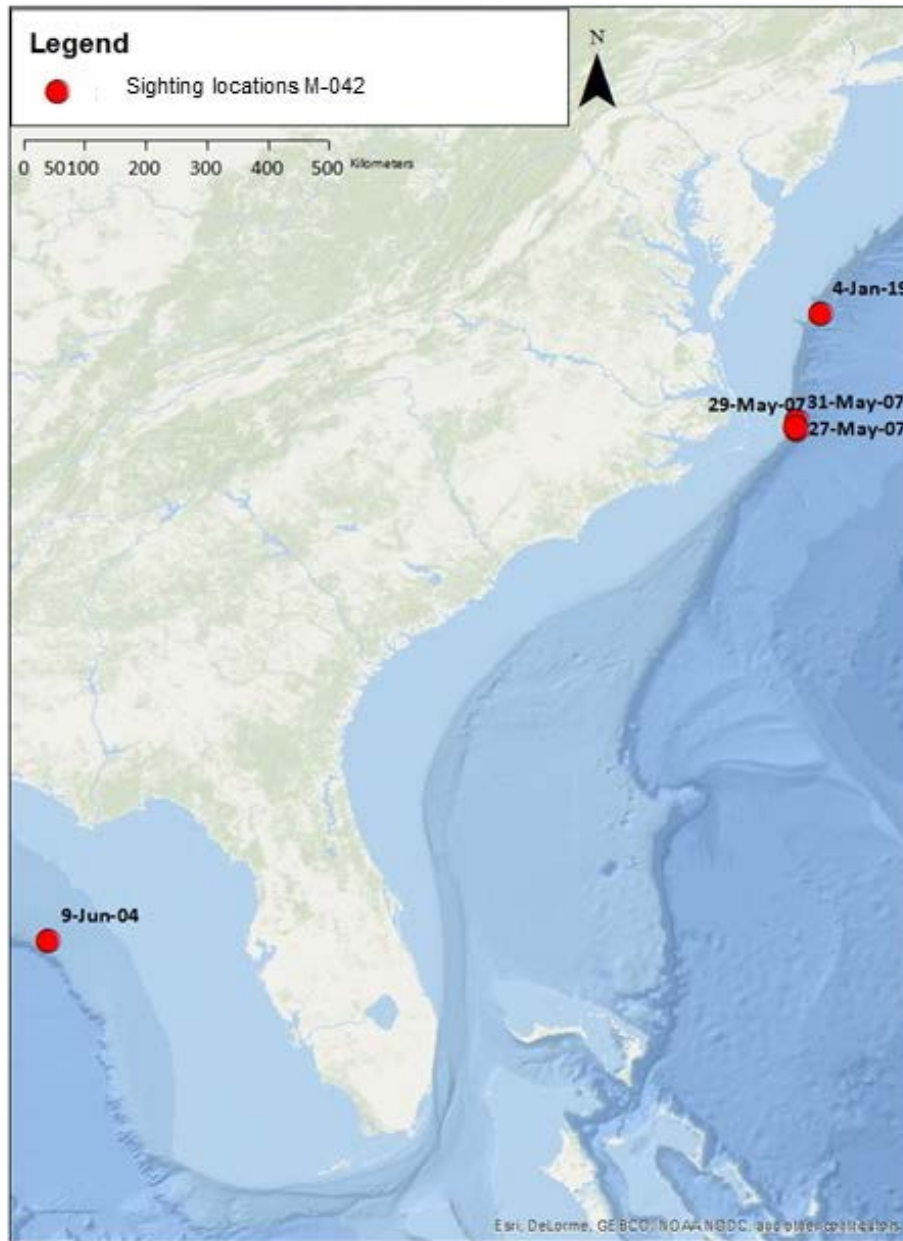 Legend
Sighting locations M-042
N
0 50100 200 300 400 500 Kilometers
4-Jan-19
29-May-07 31-May-07
27-May-07
9-Jun-04
Esri, DeLorme, GEBCO, NOAA NGDC, and other contributors